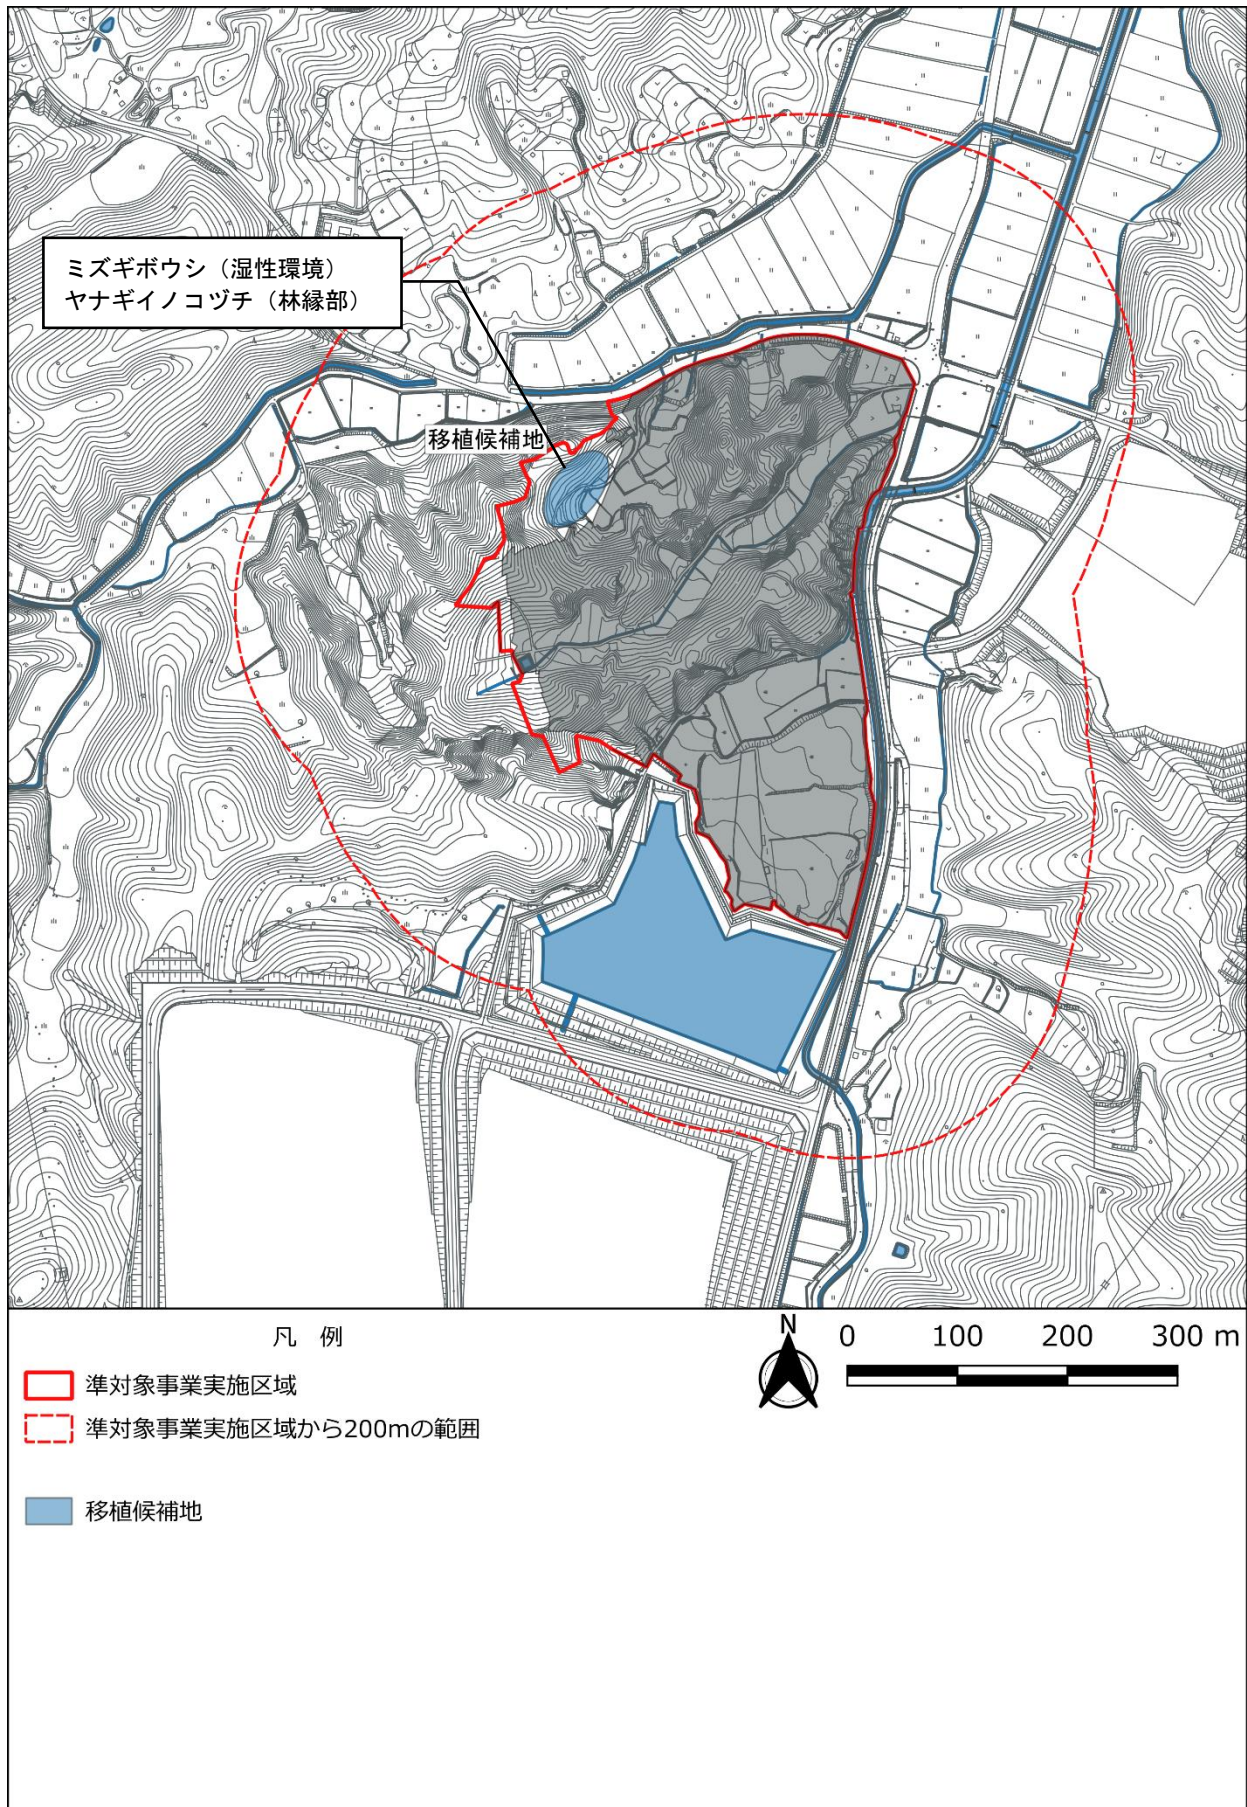 ミズギボウシ（湿性環境）
ヤナギイノコヅチ（林縁部）
移植候補地
凡　例
準対象事業実施区域
準対象事業実施区域から200mの範囲
移植候補地
N
0 100 200 300 m